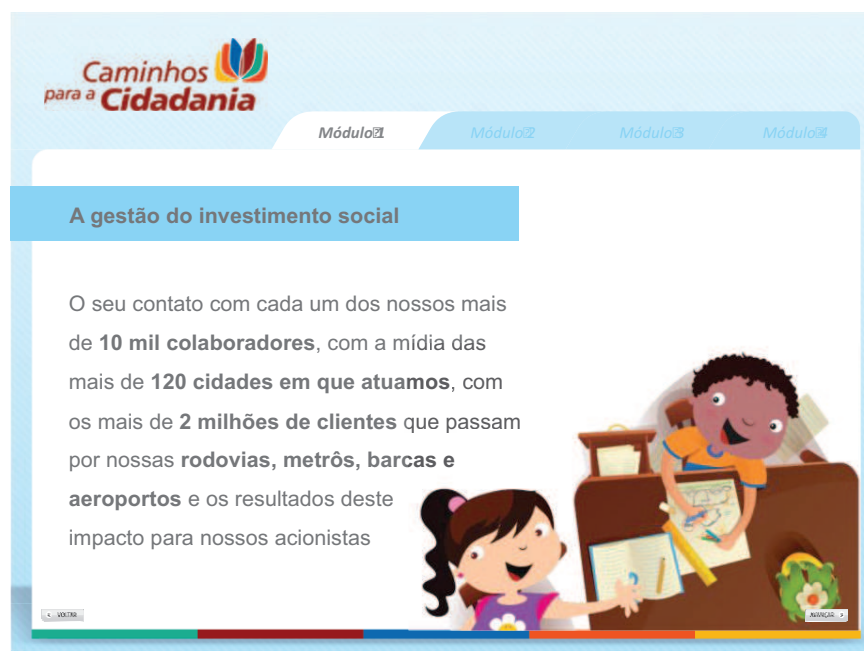 Caminhos
para a Cidadania
Módulo 1
Módulo 2
Módulo 3
Módulo 4
A gestão do investimento social
O seu contato com cada um dos nossos mais
de 10 mil colaboradores, com a mídia das
mais de 120 cidades em que atuamos, com
os mais de 2 milhões de clientes que passam
por nossas rodovias, metrôs, barcas e
aeroportos e os resultados deste
impacto para nossos acionistas
< VOLTAR
AVANÇAR >